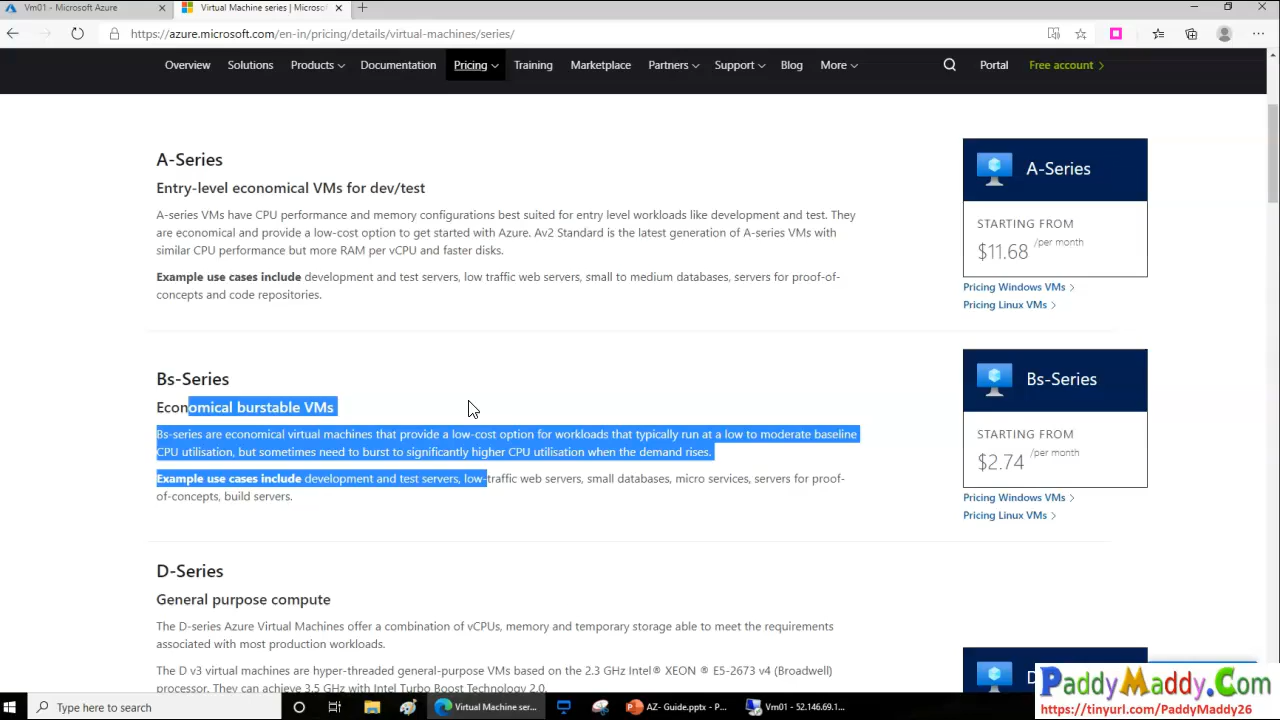 Vm01 - Microsoft Azure
Virtual Machine series | Microsof
https://azure.microsoft.com/en-in/pricing/details/virtual-machines/series/
Overview Solutions Products Documentation Pricing Training Marketplace Partners Support Blog More Portal Free account
A-Series
Entry-level economical VMs for dev/test
A-series VMs have CPU performance and memory configurations best suited for entry level workloads like development and test. They
are economical and provide a low-cost option to get started with Azure. Av2 Standard is the latest generation of A-series VMs with
similar CPU performance but more RAM per vCPU and faster disks.
Example use cases include development and test servers, low traffic web servers, small to medium databases, servers for proof-of-
concepts and code repositories.
A-Series
STARTING FROM
$11.68 /per month
Pricing Windows VMs
Pricing Linux VMs
Bs-Series
Economical burstable VMs
Bs-series are economical virtual machines that provide a low-cost option for workloads that typically run at a low to moderate baseline
CPU utilisation, but sometimes need to burst to significantly higher CPU utilisation when the demand rises.
Example use cases include development and test servers, low-traffic web servers, small databases, micro services, servers for proof-
of-concepts, build servers.
Bs-Series
STARTING FROM
$2.74 /per month
Pricing Windows VMs
Pricing Linux VMs
D-Series
General purpose compute
The D-series Azure Virtual Machines offer a combination of vCPUs, memory and temporary storage able to meet the requirements
associated with most production workloads.
The D v3 virtual machines are hyper-threaded general-purpose VMs based on the 2.3 GHz Intel® XEON ® E5-2673 v4 (Broadwell)
processor. They can achieve 3.5 GHz with Intel Turbo Boost Technology 2.0.
D
PaddyMaddy.Com
https://tinyurl.com/PaddyMaddy26
Type here to search
Virtual Machine ser...
AZ- Guide.pptx - P...
Vm01 - 52.146.69.1...